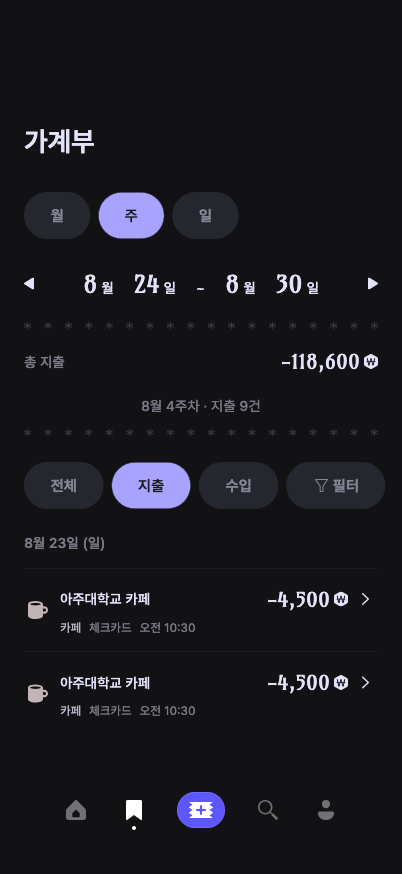 가계부
월 주 일
8 월 24 일 ~ 8 월 30 일
* * * * * * * * * * * * * * * * * *
총 지출 -118,600 ₩
8월 4주차 · 지출 9건
* * * * * * * * * * * * * * * * * *
전체 지출 수입 필터
8월 23일 (일)
아주대학교 카페 -4,500 ₩
카페 체크카드 오전 10:30
아주대학교 카페 -4,500 ₩
카페 체크카드 오전 10:30